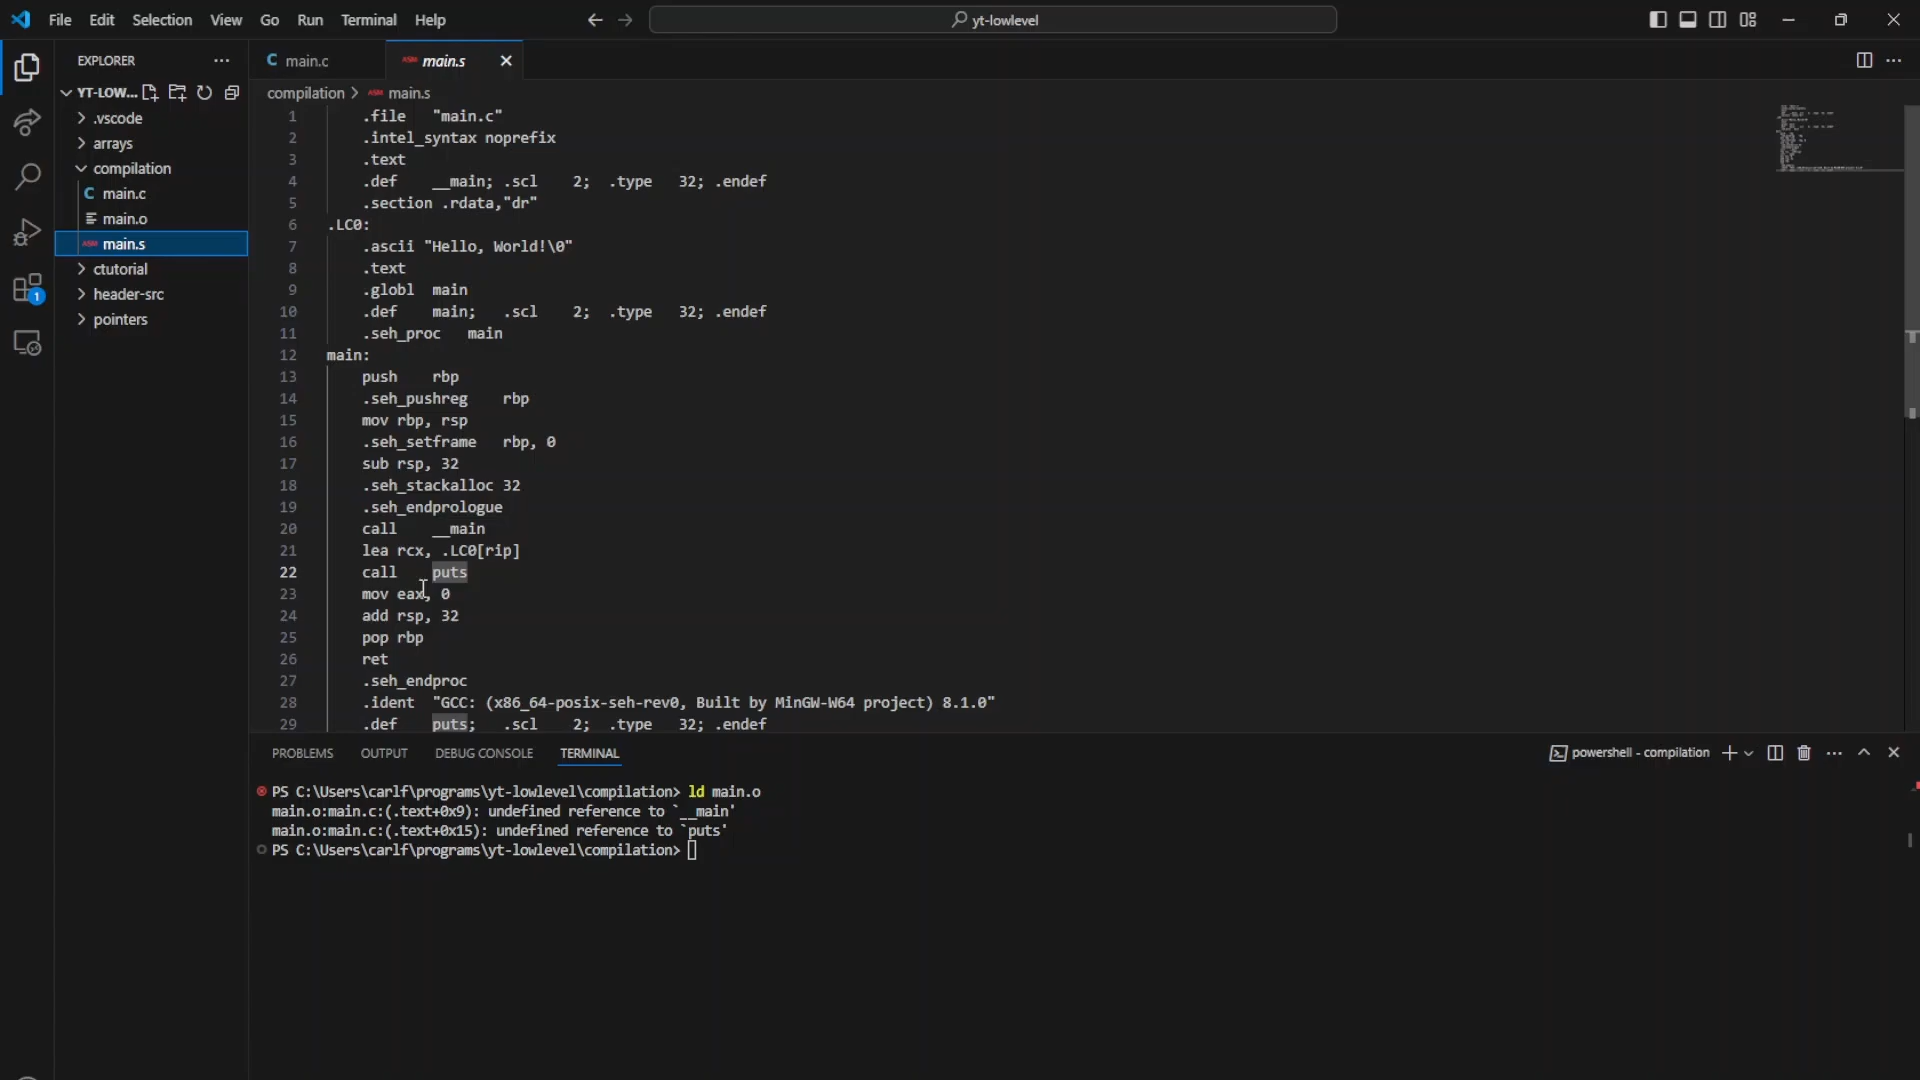 File Edit Selection View Go Run Terminal Help
yt-lowlevel
EXPLORER
YT-LOW...
.vscode
arrays
compilation
main.c
main.o
main.s
ctutorial
header-src
pointers
1
main.c
main.s
compilation > main.s
1 .file "main.c"
2 .intel_syntax noprefix
3 .text
4 .def __main; .scl 2; .type 32; .endef
5 .section .rdata,"dr"
6 .LC0:
7 .ascii "Hello, World!\0"
8 .text
9 .globl main
10 .def main; .scl 2; .type 32; .endef
11 .seh_proc main
12 main:
13 push rbp
14 .seh_pushreg rbp
15 mov rbp, rsp
16 .seh_setframe rbp, 0
17 sub rsp, 32
18 .seh_stackalloc 32
19 .seh_endprologue
20 call __main
21 lea rcx, .LC0[rip]
22 call puts
23 mov eax, 0
24 add rsp, 32
25 pop rbp
26 ret
27 .seh_endproc
28 .ident "GCC: (x86_64-posix-seh-rev0, Built by MinGW-W64 project) 8.1.0"
29 .def puts; .scl 2; .type 32; .endef
PROBLEMS OUTPUT DEBUG CONSOLE TERMINAL
powershell - compilation
PS C:\Users\carlf\programs\yt-lowlevel\compilation> ld main.o
main.o:main.c:(.text+0x9): undefined reference to `__main'
main.o:main.c:(.text+0x15): undefined reference to `puts'
PS C:\Users\carlf\programs\yt-lowlevel\compilation>